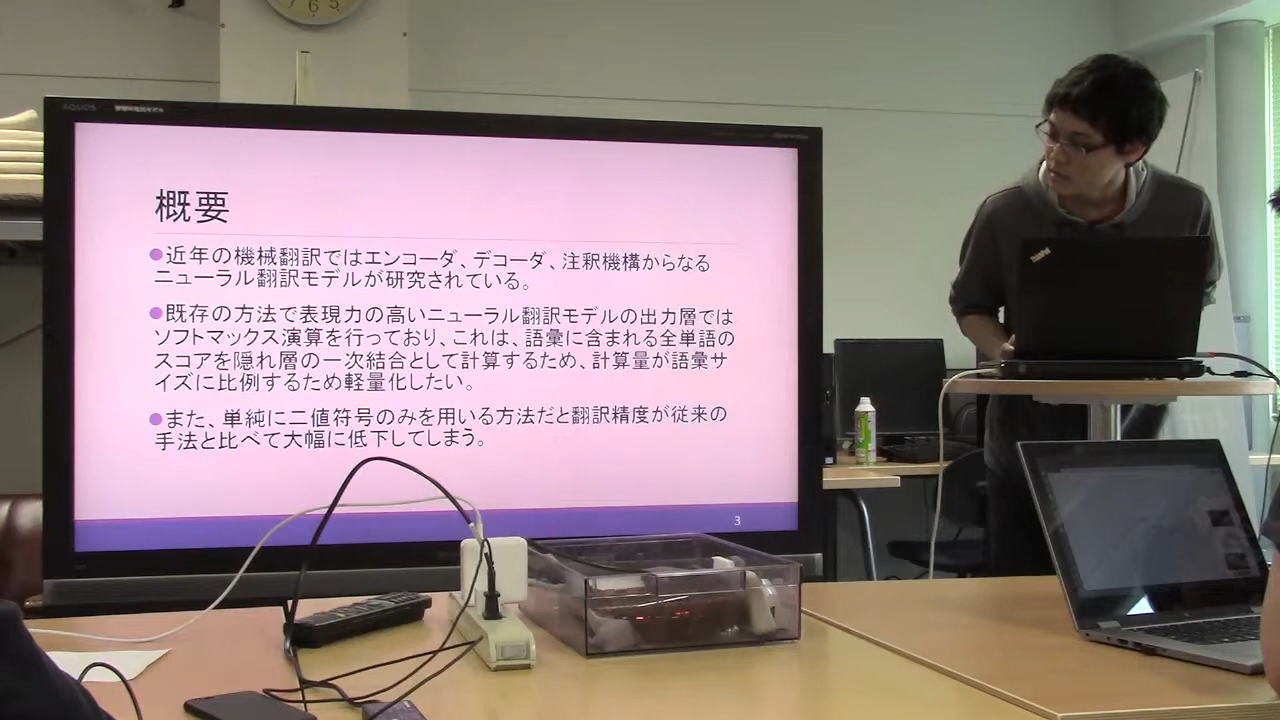 7 6 5
AQUOS
概要
●近年の機械翻訳ではエンコーダ、デコーダ、注釈機構からなる
ニューラル翻訳モデルが研究されている。
●既存の方法で表現力の高いニューラル翻訳モデルの出力層では
ソフトマックス演算を行っており、これは、語彙に含まれる全単語の
スコアを隠れ層の一次結合として計算するため、計算量が語彙サ
イズに比例するため軽量化したい。
●また、単純に二値符号のみを用いる方法だと翻訳精度が従来の
手法と比べて大幅に低下してしまう。
3
ThinkPad